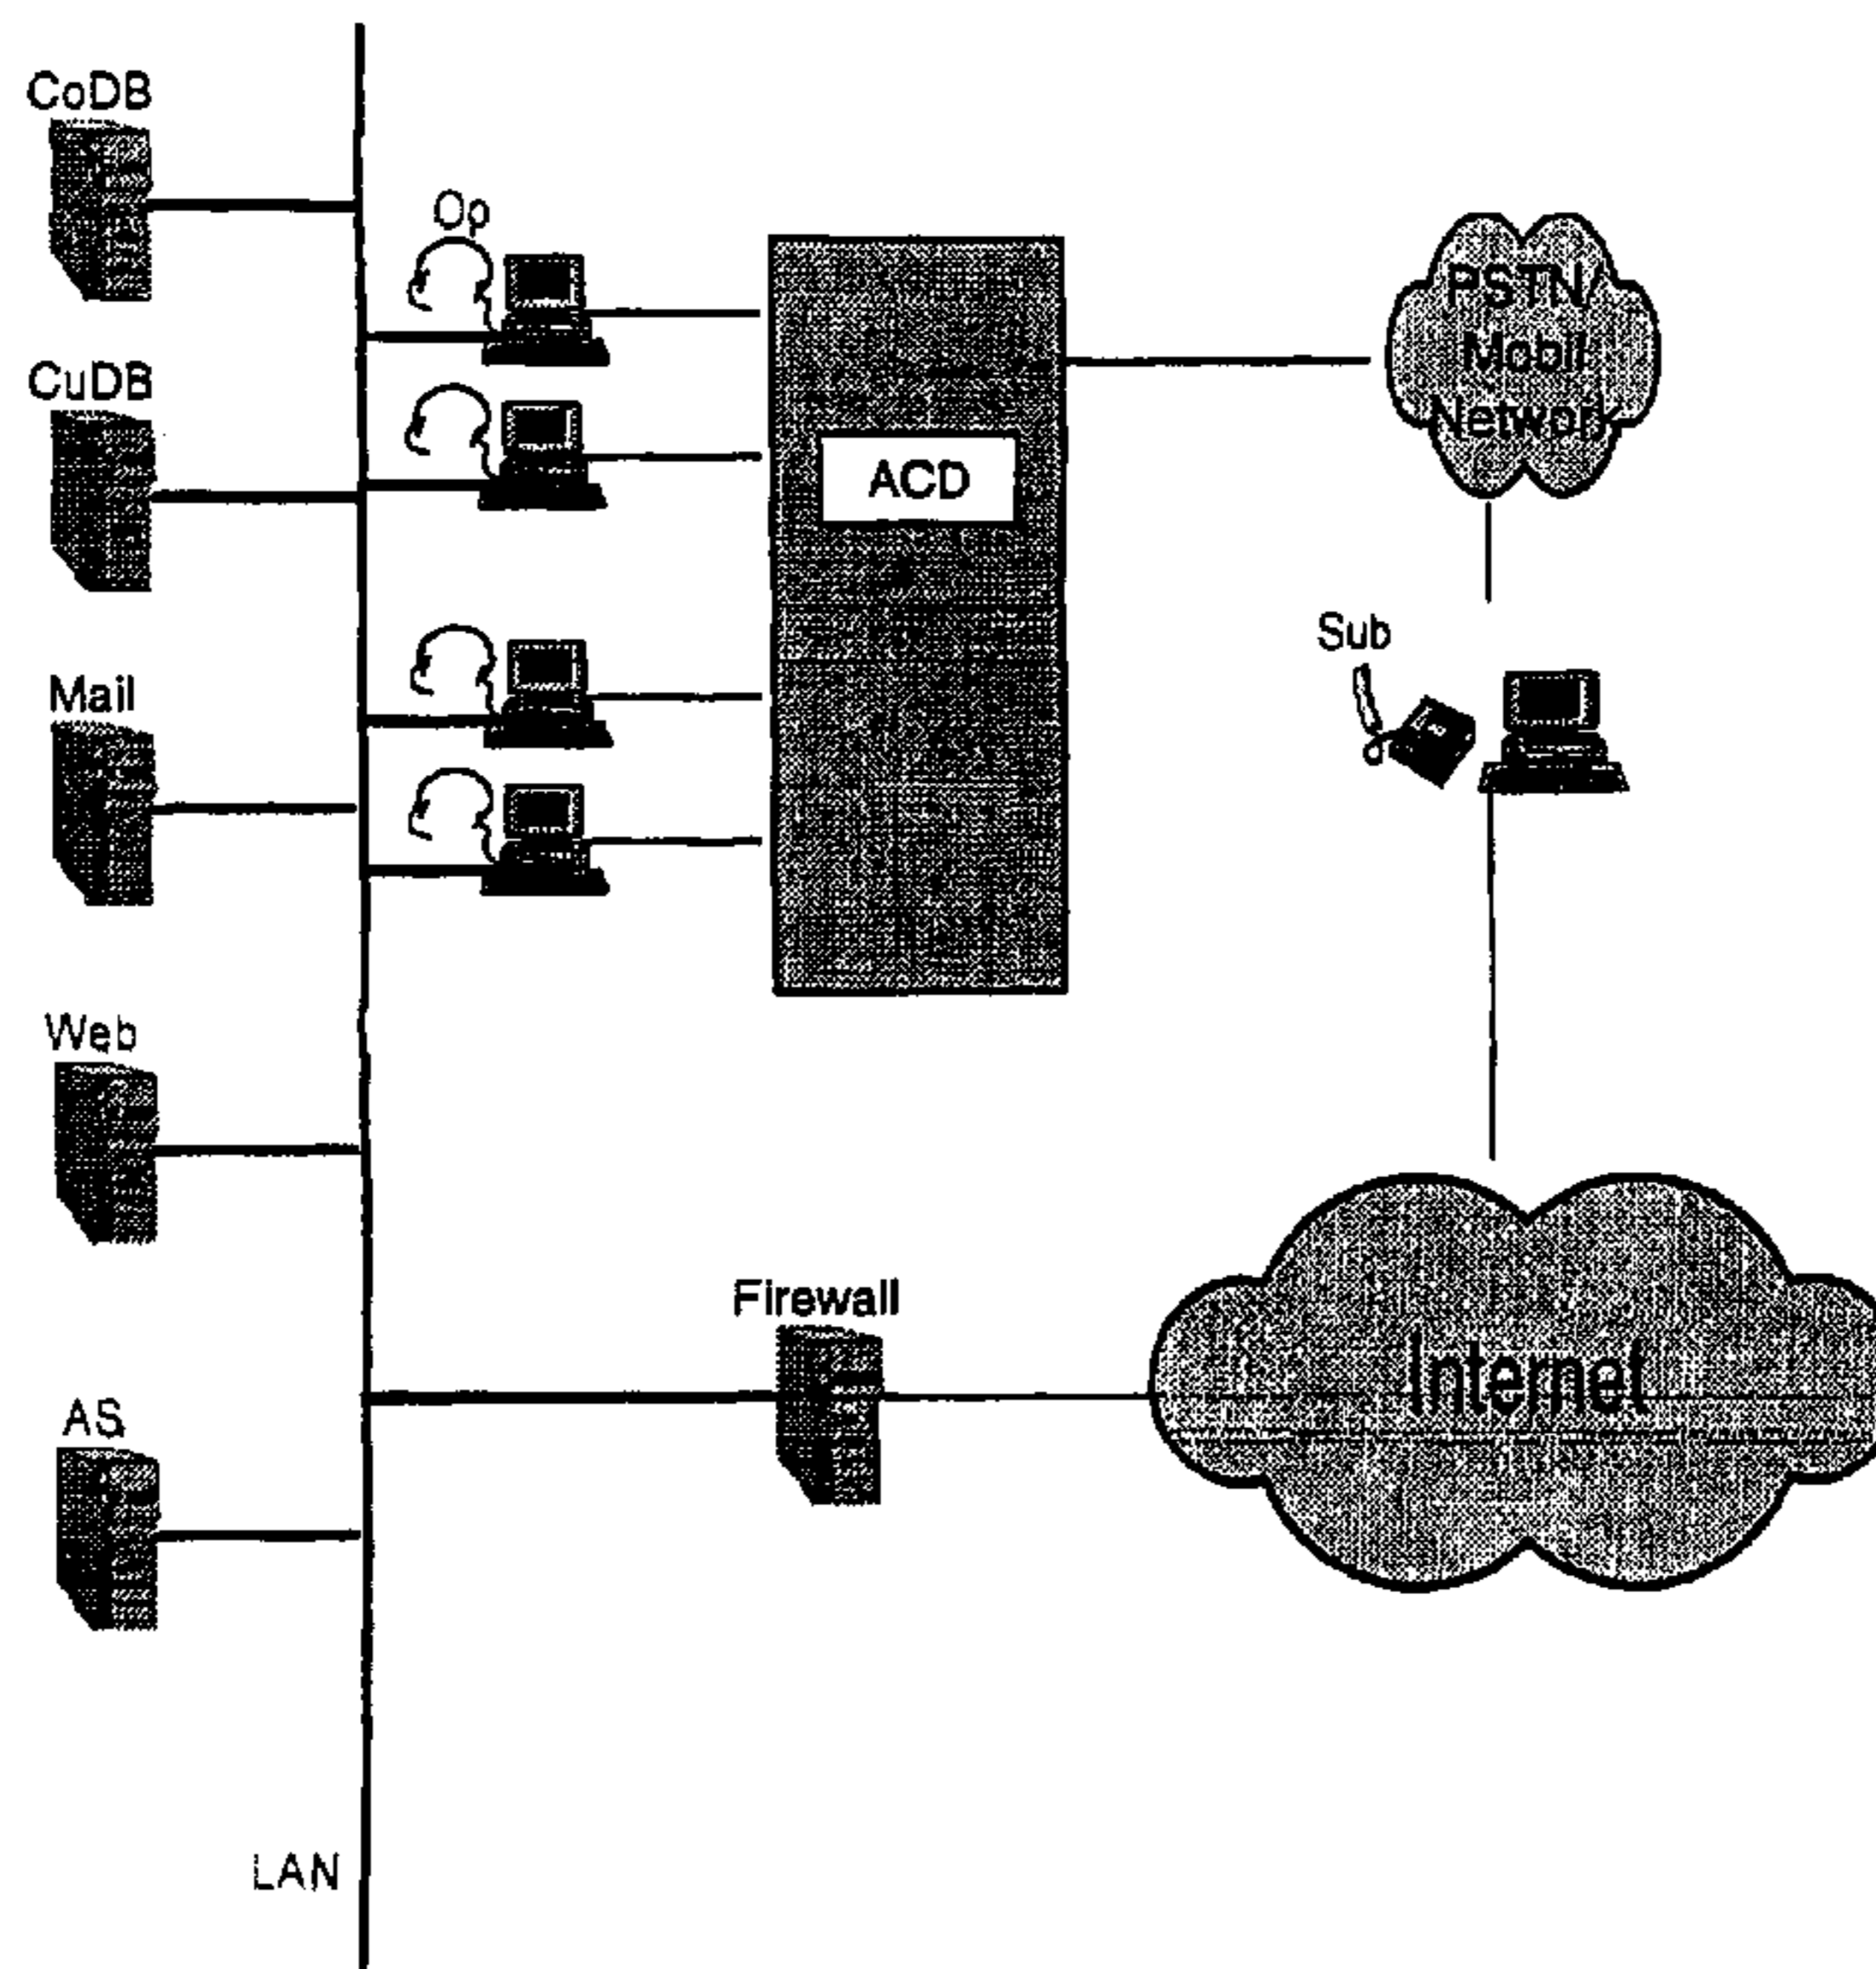 CoDB
Op
PSTN/
Mobil
Network
CuDB
ACD
Sub
Mail
Web
Firewall
Internet
AS
LAN